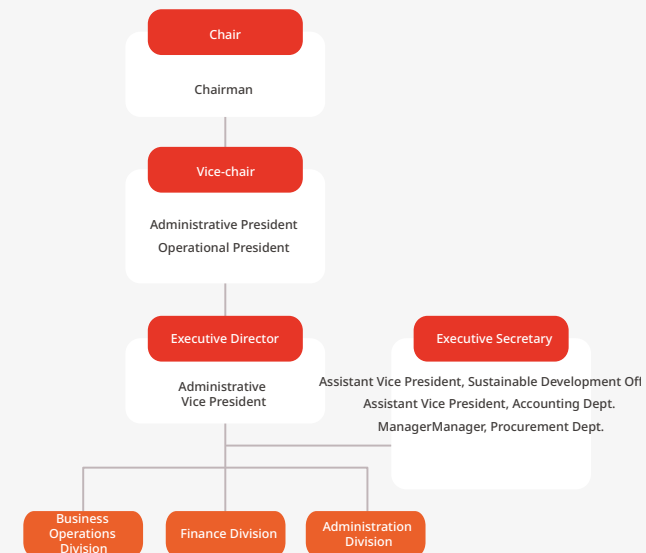 Chair
Chairman
Vice-chair
Administrative President
Operational President
Executive Director
Administrative
Vice President
Executive Secretary
Assistant Vice President, Sustainable Development Off
Assistant Vice President, Accounting Dept.
ManagerManager, Procurement Dept.
Business
Operations
Division
Finance Division
Administration
Division